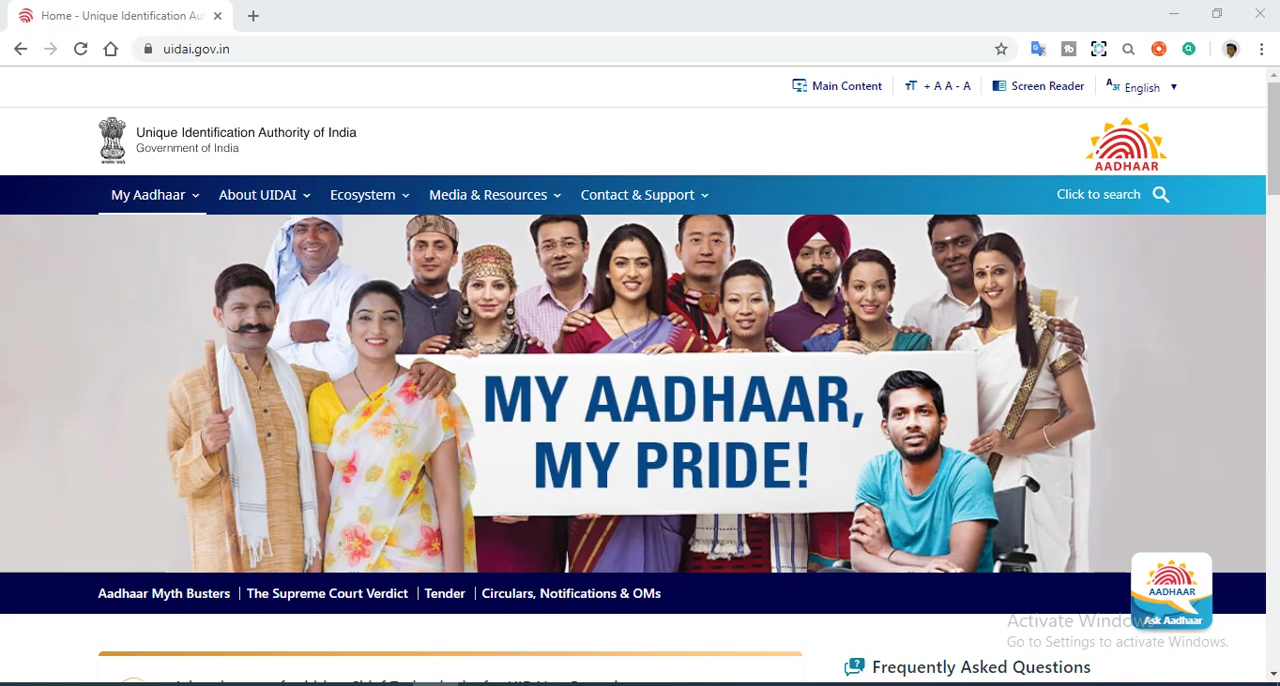 Home - Unique Identification Au
uidai.gov.in
Main Content
+ A A - A
Screen Reader
Aअ English
Unique Identification Authority of India
Government of India
AADHAAR
My Aadhaar
About UIDAI
Ecosystem
Media & Resources
Contact & Support
Click to search
MY AADHAAR,
MY PRIDE!
Aadhaar Myth Busters
The Supreme Court Verdict
Tender
Circulars, Notifications & OMs
AADHAAR
Ask Aadhaar
Activate Windows
Go to Settings to activate Windows.
Frequently Asked Questions